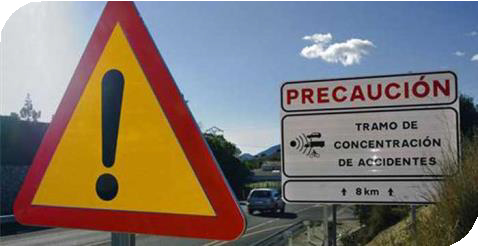 !
PRECAUCIÓN
TRAMO DE
CONCENTRACIÓN
DE ACCIDENTES
↑ 8 km ↑